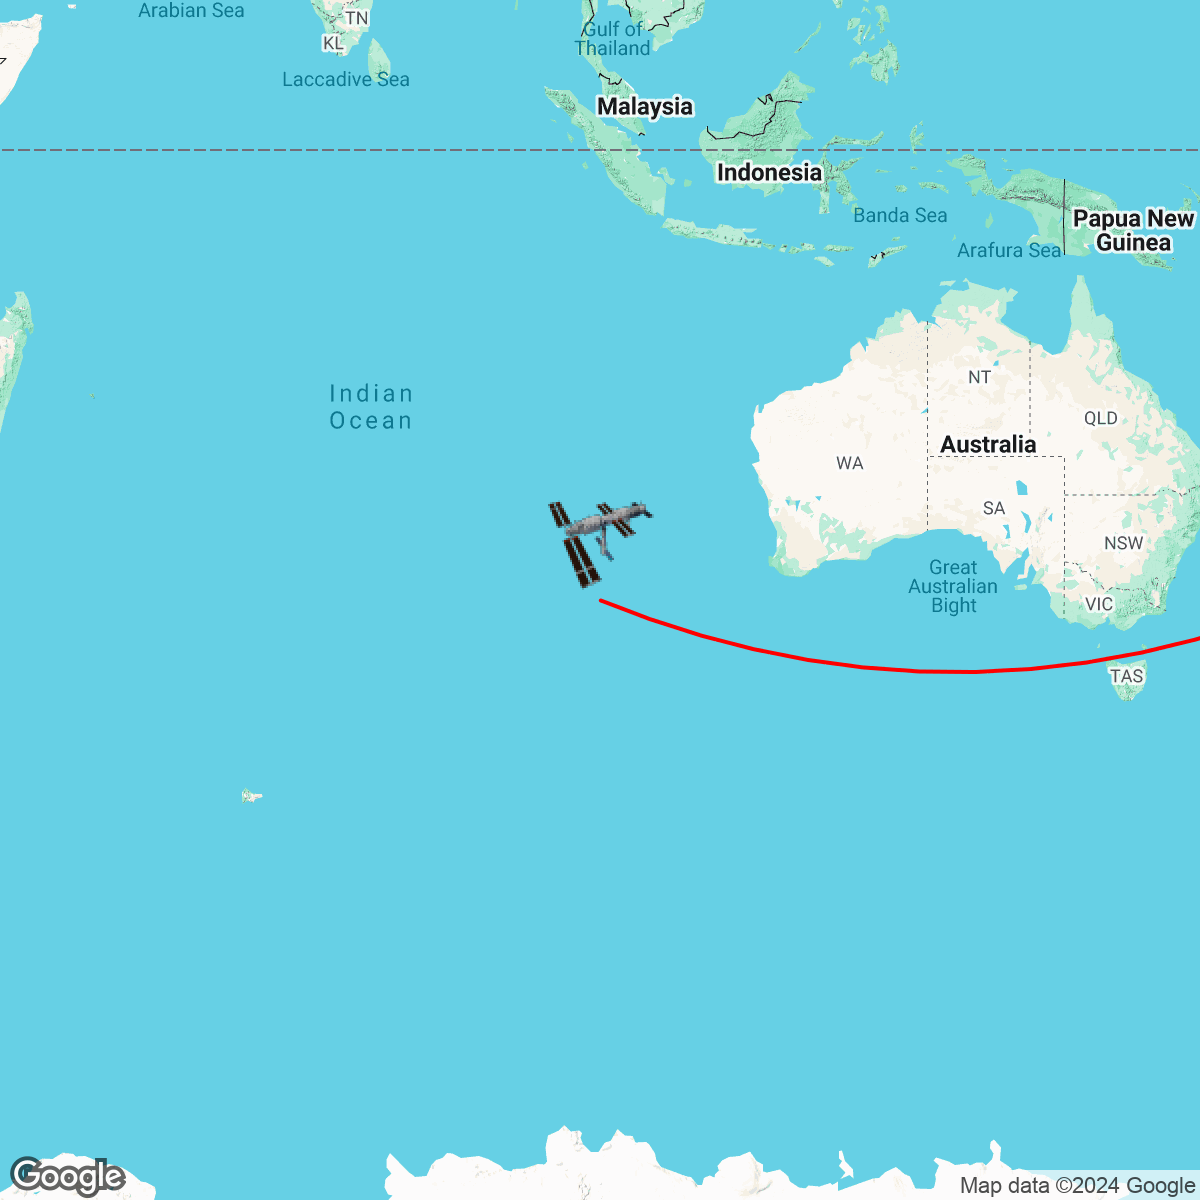 Arabian Sea
TN
KL
Laccadive Sea
Gulf of
Thailand
Malaysia
Indonesia
Banda Sea
Papua New
Guinea
Arafura Sea
Indian
Ocean
NT
QLD
Australia
WA
SA
NSW
Great
Australian
Bight
VIC
TAS
Google
Map data ©2024 Google